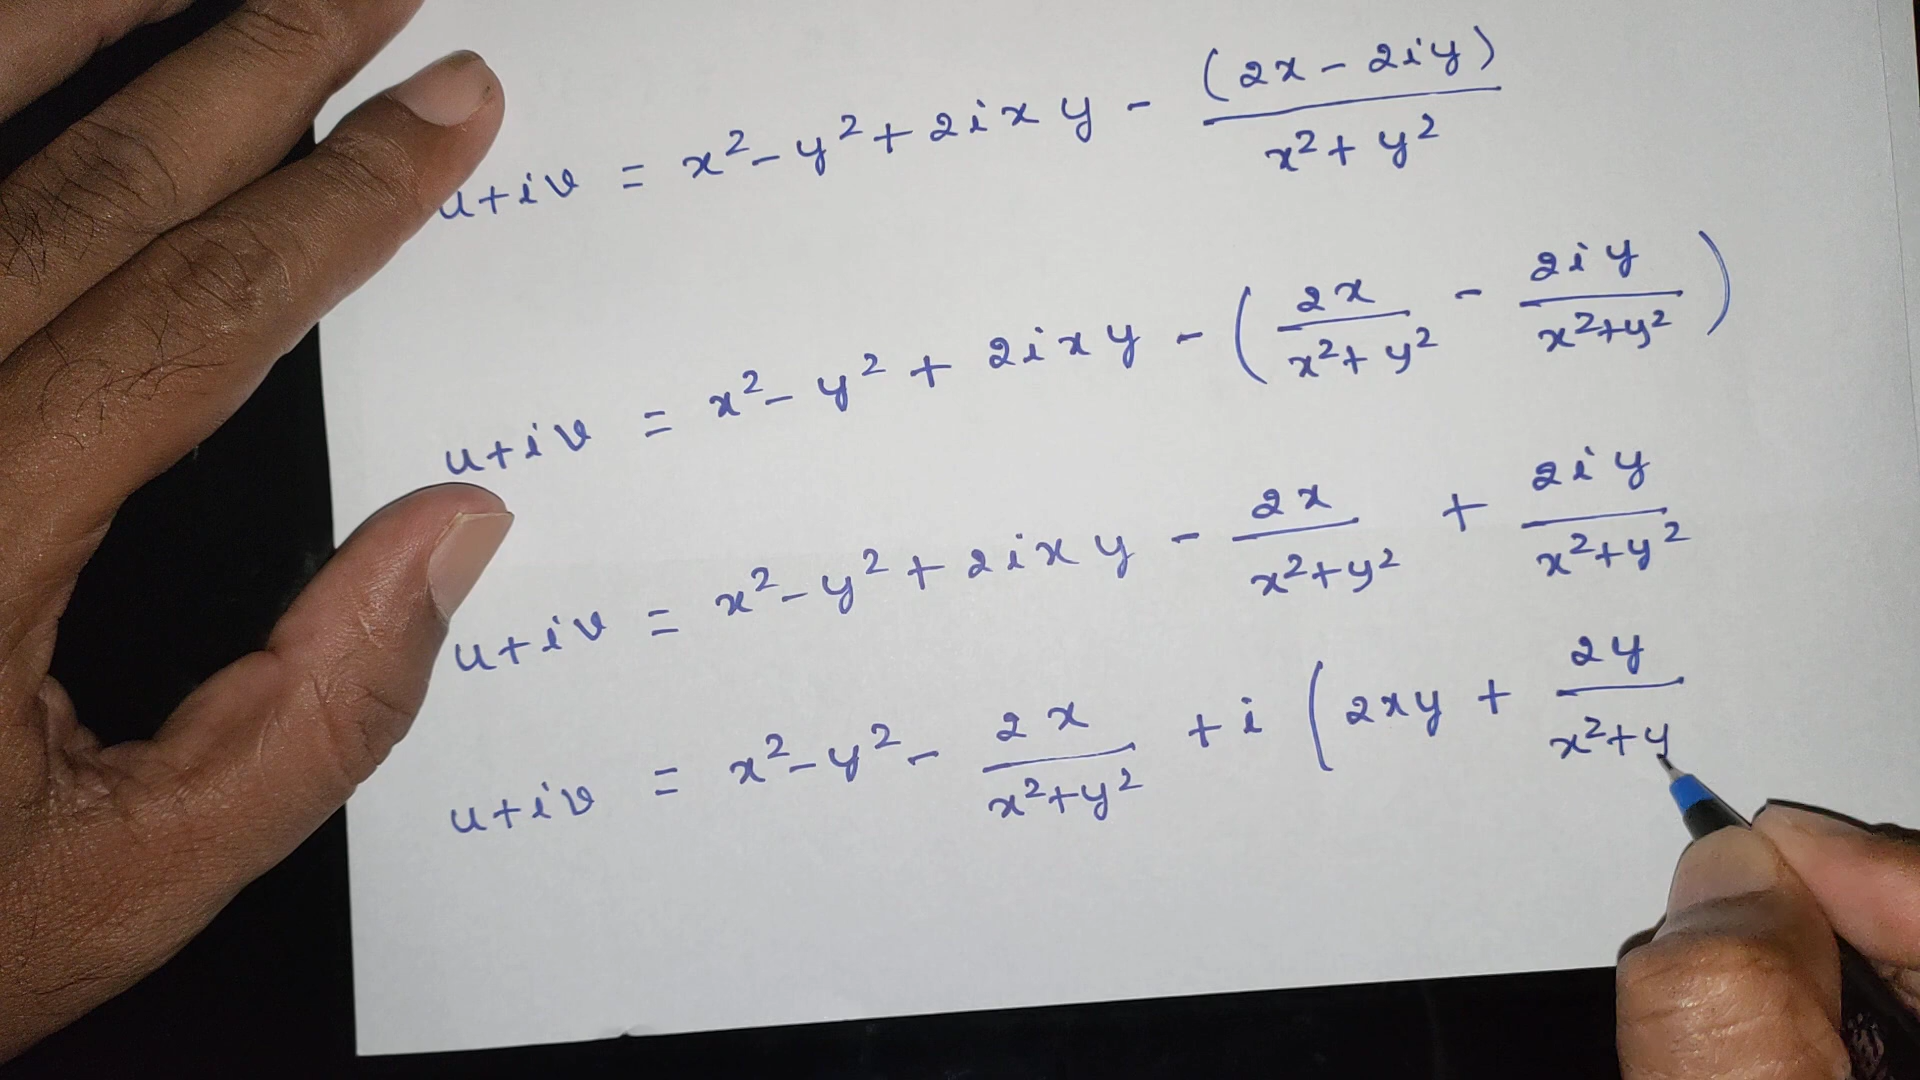 u+iv = x²-y²+2ixy - (2x-2iy)/(x²+y²)
u+iv = x²-y²+2ixy - (2x/(x²+y²) - 2iy/(x²+y²))
u+iv = x²-y²+2ixy - 2x/(x²+y²) + 2iy/(x²+y²)
u+iv = x²-y²- 2x/(x²+y²) +i (2xy + 2y/(x²+y